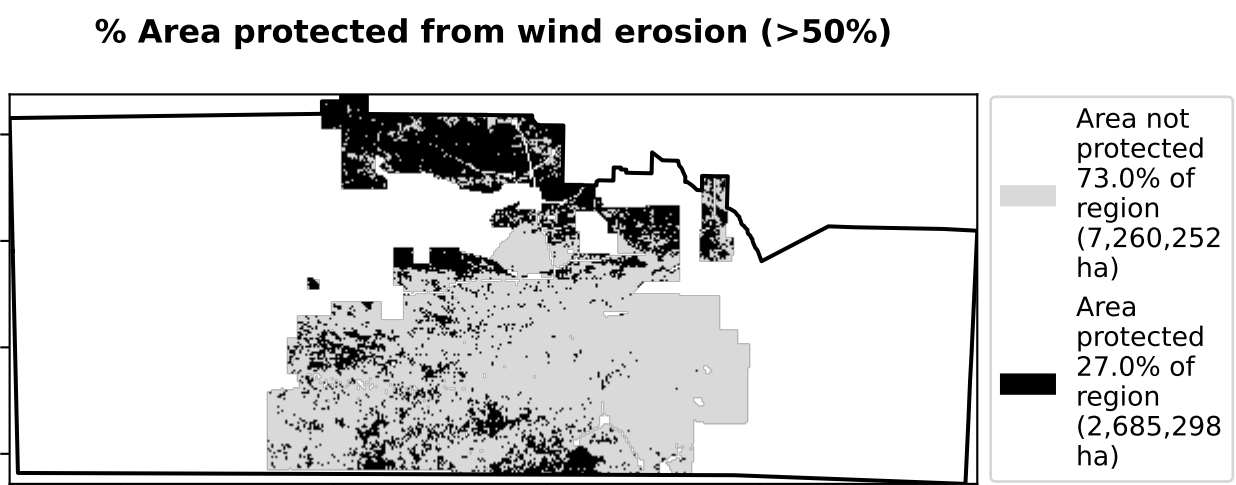 % Area protected from wind erosion (>50%)
Area not
protected
73.0% of
region
(7,260,252
ha)
Area
protected
27.0% of
region
(2,685,298
ha)